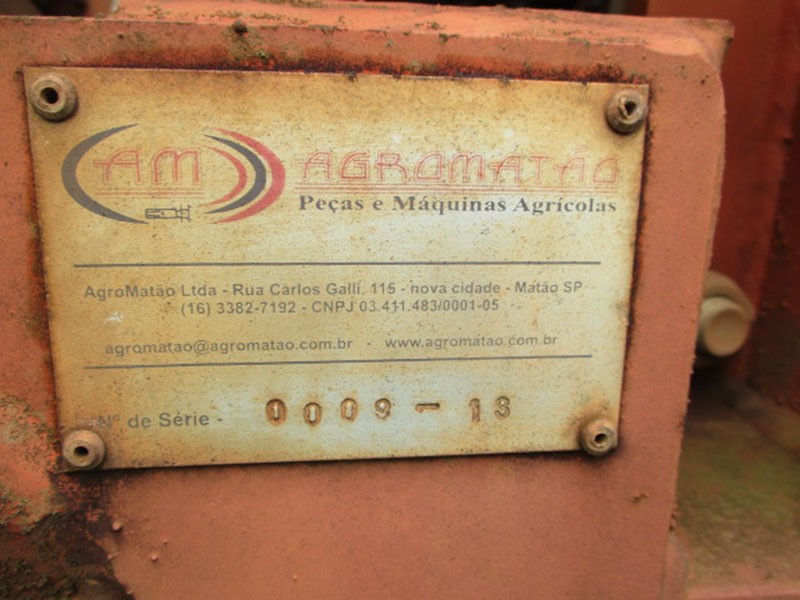 AM AGROMATÃO
Peças e Máquinas Agrícolas
AgroMatão Ltda - Rua Carlos Galli, 115 - nova cidade - Matão SP
(16) 3382-7192 - CNPJ 03.411.483/0001-05
agromatao@agromatao.com.br - www.agromatao.com.br
Nº de Série - 0009-13